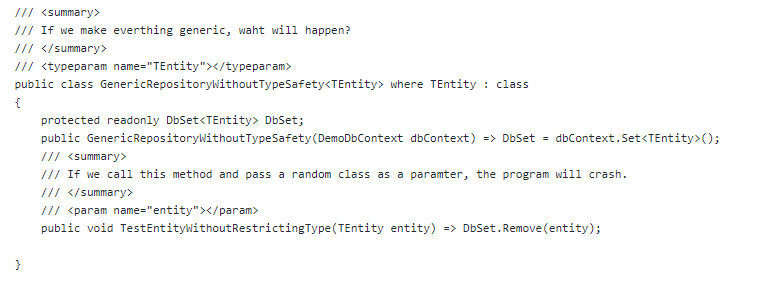 /// <summary>
/// If we make everthing generic, waht will happen?
/// </summary>
/// <typeparam name="TEntity"></typeparam>
public class GenericRepositoryWithoutTypeSafety<TEntity> where TEntity : class
{
    protected readonly DbSet<TEntity> DbSet;
    public GenericRepositoryWithoutTypeSafety(DemoDbContext dbContext) => DbSet = dbContext.Set<TEntity>();
    /// <summary>
    /// If we call this method and pass a random class as a paramter, the program will crash.
    /// </summary>
    /// <param name="entity"></param>
    public void TestEntityWithoutRestrictingType(TEntity entity) => DbSet.Remove(entity);
}